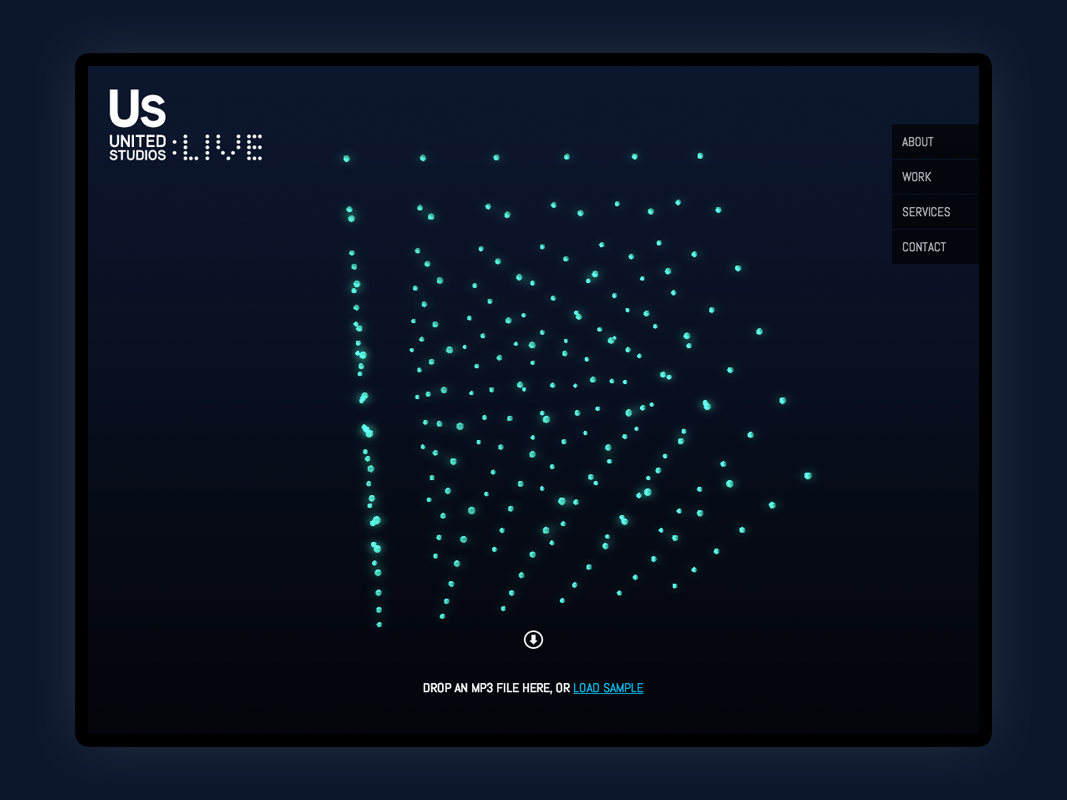 Us
UNITED
STUDIOS :LIVE
ABOUT
WORK
SERVICES
CONTACT
DROP AN MP3 FILE HERE, OR LOAD SAMPLE